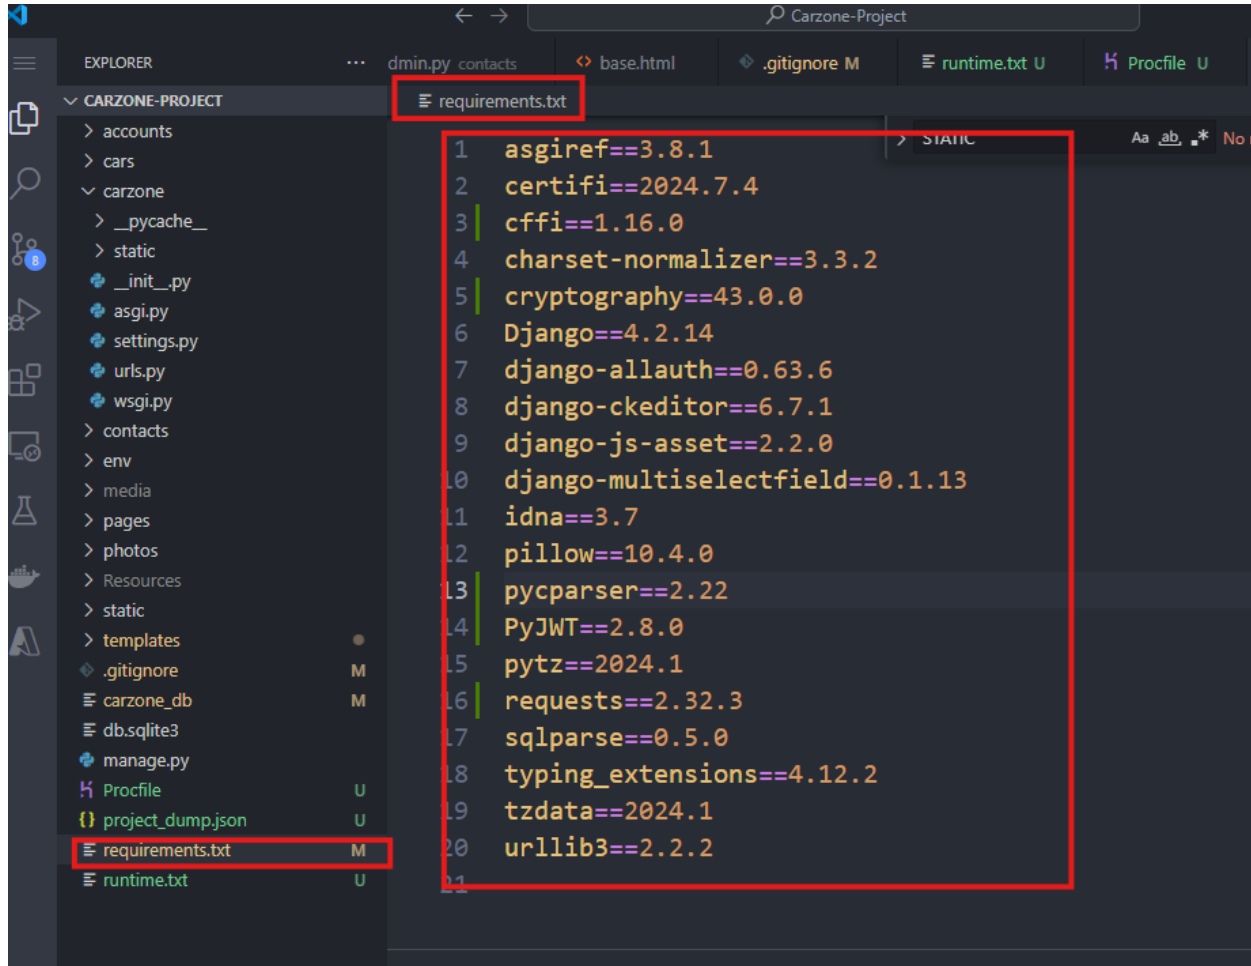 Carzone-Project
EXPLORER
dmin.py contacts
base.html
.gitignore M
runtime.txt U
Procfile U
CARZONE-PROJECT
requirements.txt
accounts
cars
carzone
__pycache__
static
__init__.py
asgi.py
settings.py
urls.py
wsgi.py
contacts
env
media
pages
photos
Resources
static
templates
.gitignore M
carzone_db M
db.sqlite3
manage.py
Procfile U
project_dump.json U
requirements.txt M
runtime.txt U
8
STATIC Aa ab * No
1 asgiref==3.8.1
2 certifi==2024.7.4
3 cffi==1.16.0
4 charset-normalizer==3.3.2
5 cryptography==43.0.0
6 Django==4.2.14
7 django-allauth==0.63.6
8 django-ckeditor==6.7.1
9 django-js-asset==2.2.0
10 django-multiselectfield==0.1.13
11 idna==3.7
12 pillow==10.4.0
13 pycparser==2.22
14 PyJWT==2.8.0
15 pytz==2024.1
16 requests==2.32.3
17 sqlparse==0.5.0
18 typing_extensions==4.12.2
19 tzdata==2024.1
20 urllib3==2.2.2
21